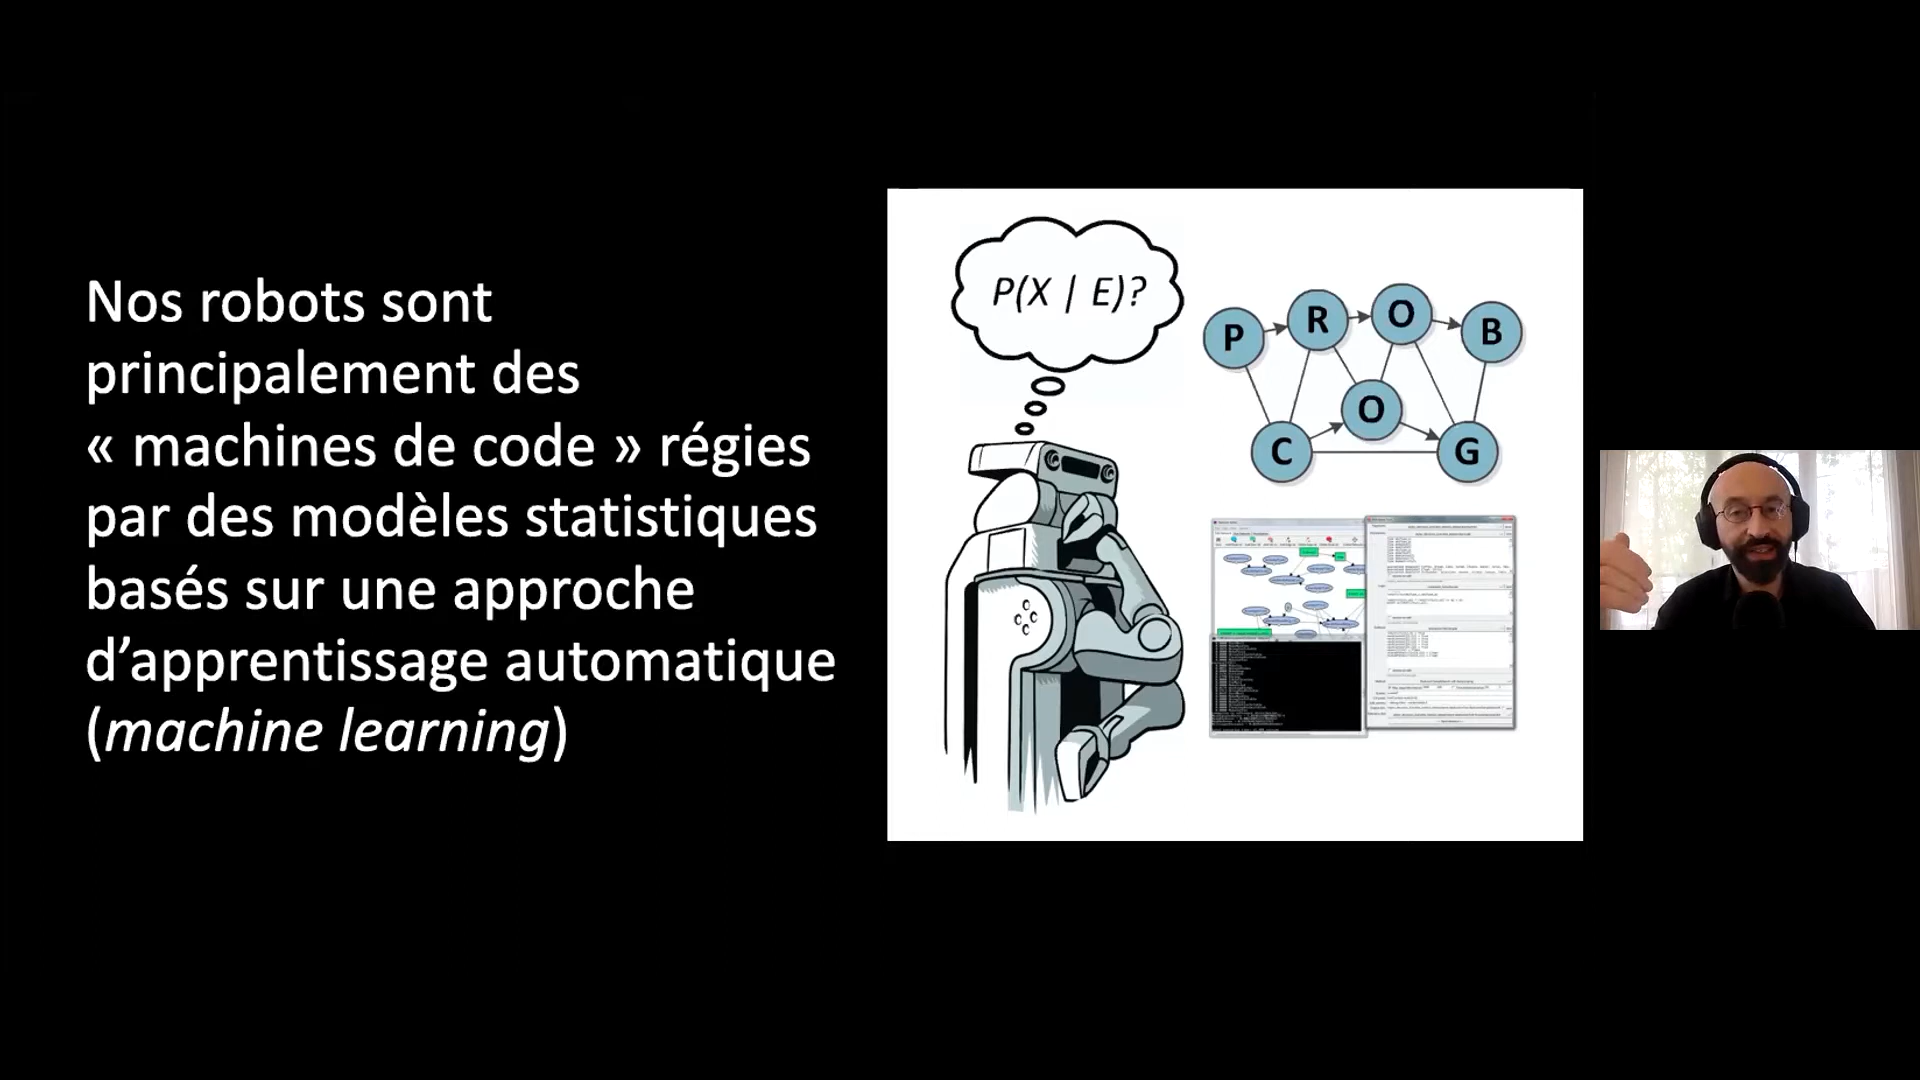 Nos robots sont
principalement des
« machines de code » régies
par des modèles statistiques
basés sur une approche
d’apprentissage automatique
(machine learning)
P(X | E)?
P R O B
C O G